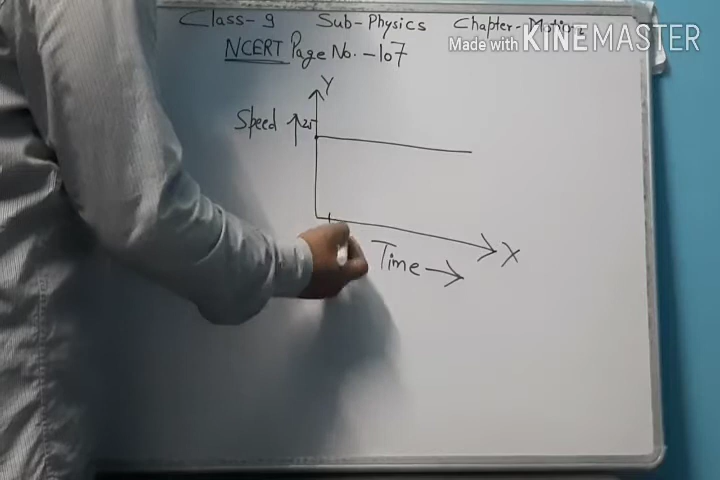 Class-9 Sub-Physics Chapter-Motion
Made with KINEMASTER
NCERT Page No.-107
Y
Speed
25
X
Time